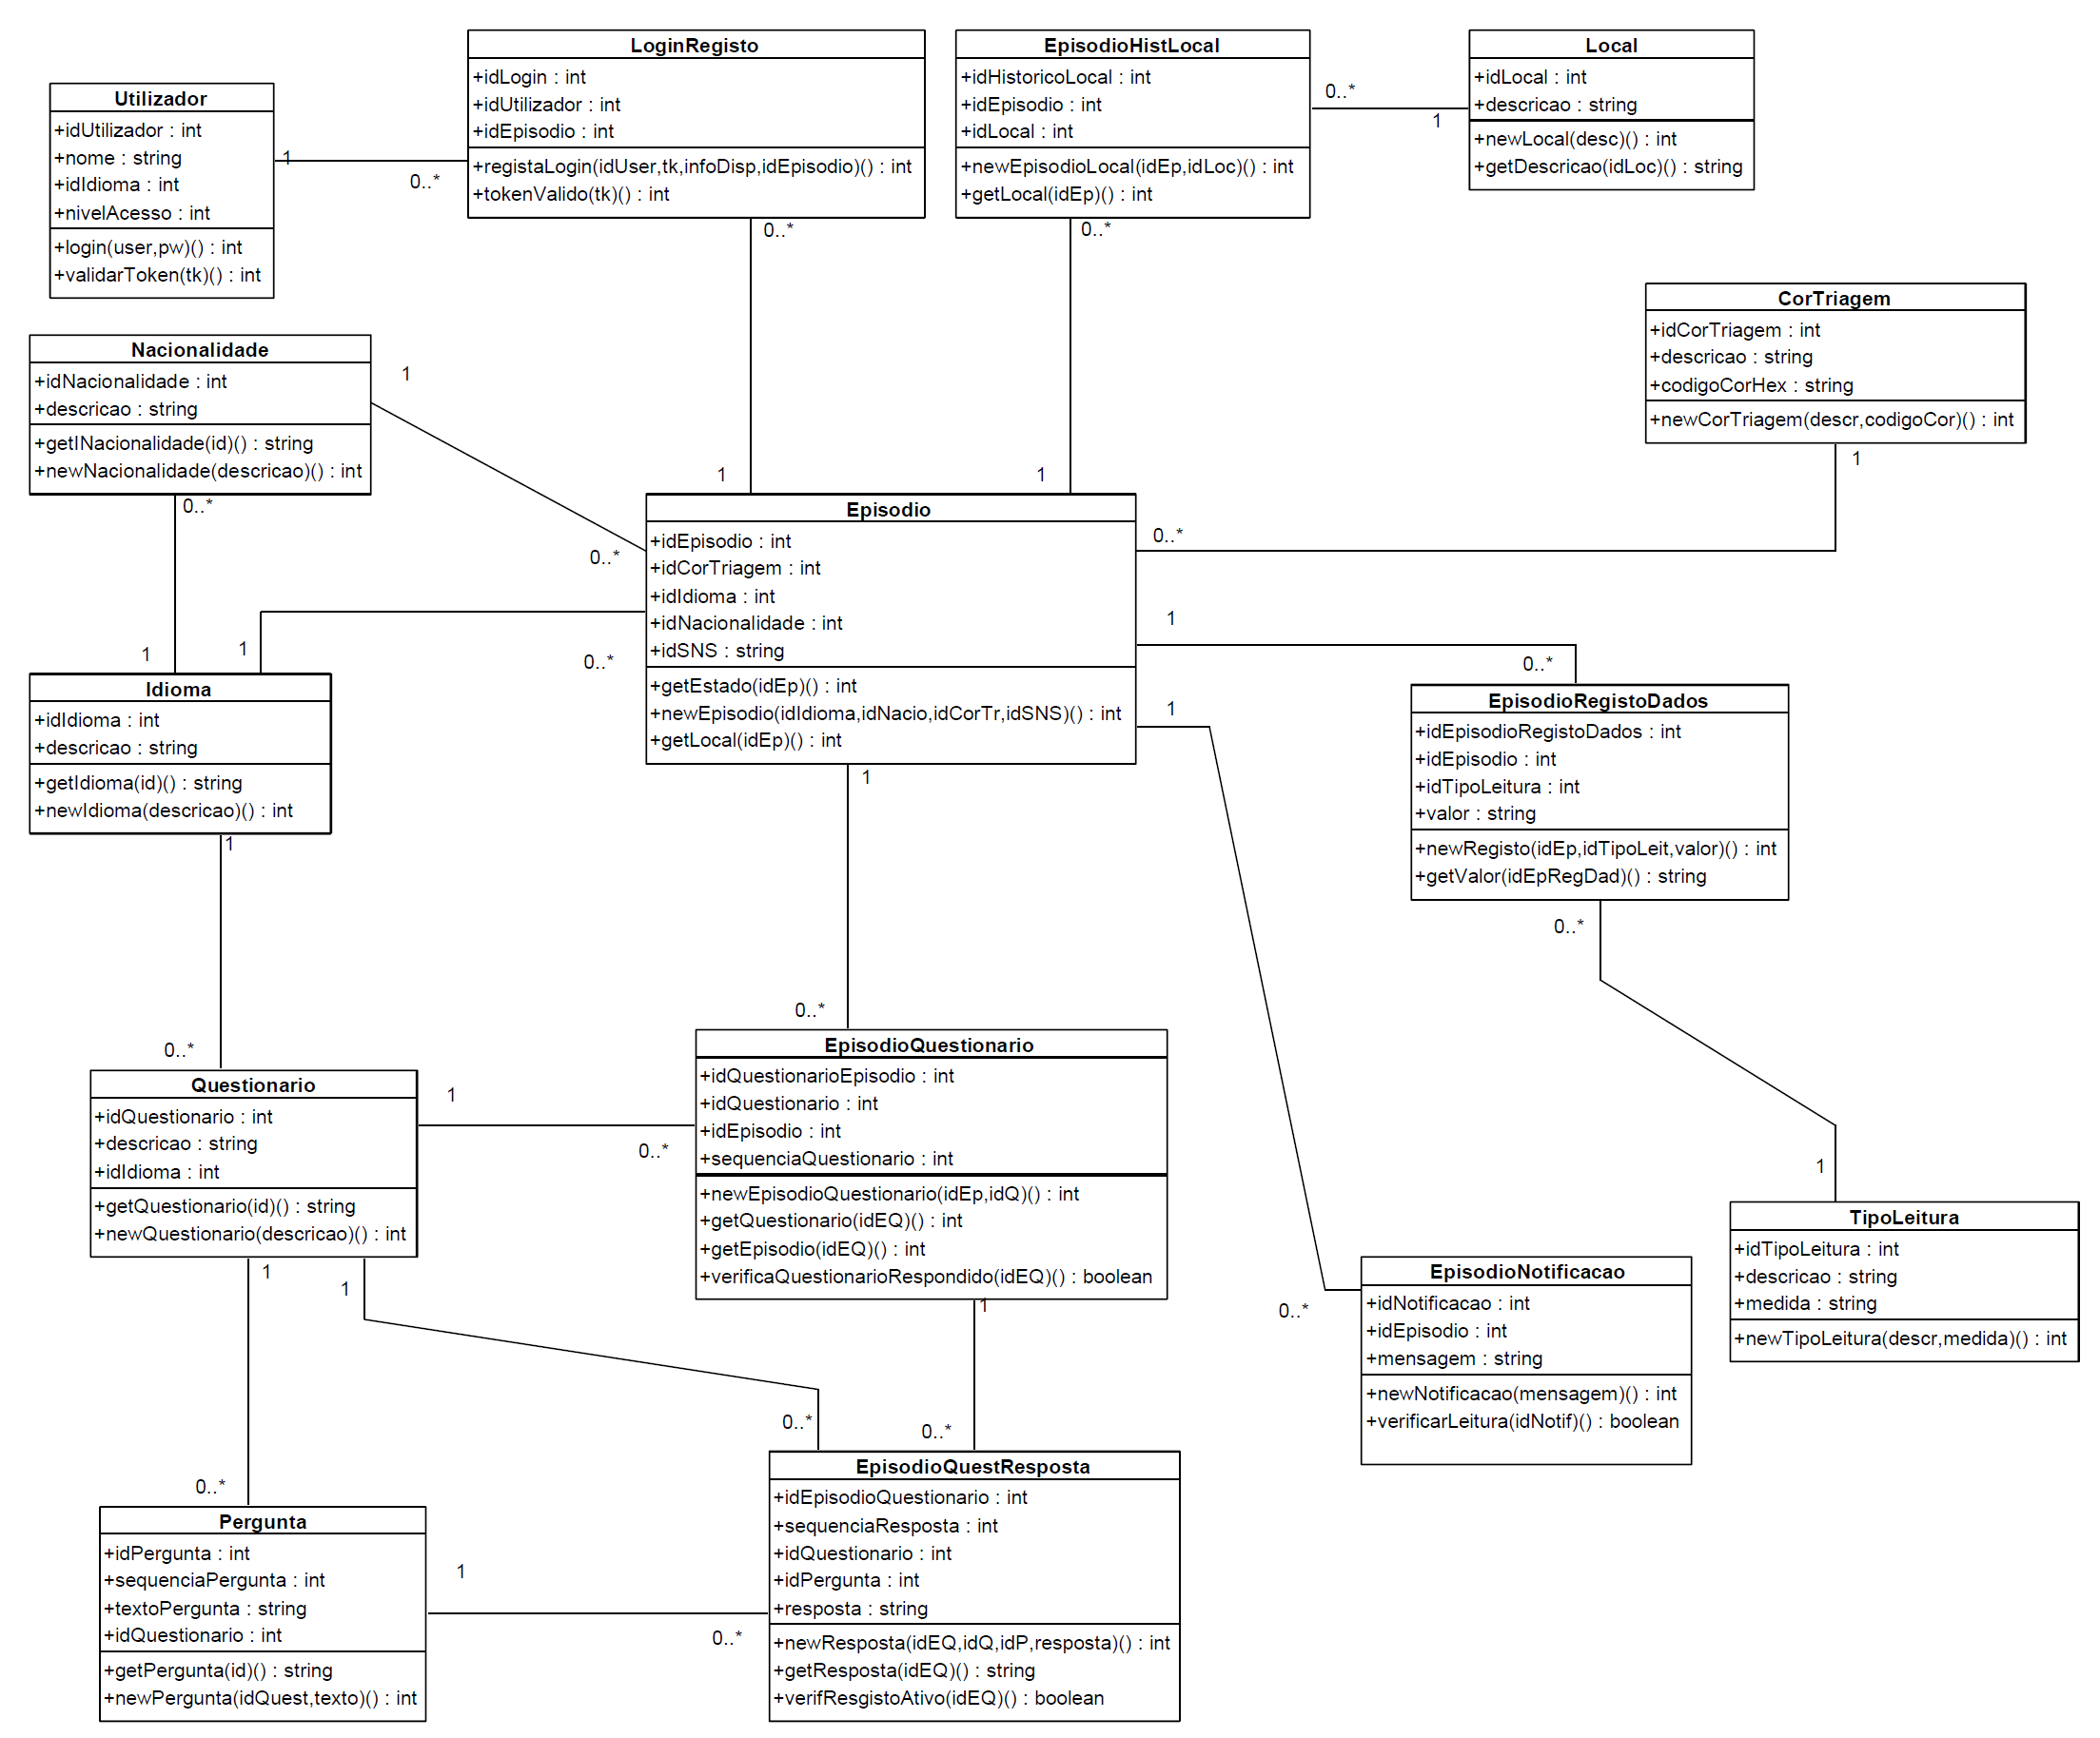 LoginRegisto
+idLogin : int
+idUtilizador : int
+idEpisodio : int
+registaLogin(idUser,tk,infoDisp,idEpisodio)() : int
+tokenValido(tk)() : int
EpisodioHistLocal
+idHistoricoLocal : int
+idEpisodio : int
+idLocal : int
+newEpisodioLocal(idEp,idLoc)() : int
+getLocal(idEp)() : int
0..*
1
Local
+idLocal : int
+descricao : string
+newLocal(desc)() : int
+getDescricao(idLoc)() : string
Utilizador
+idUtilizador : int
+nome : string
+idIdioma : int
+nivelAcesso : int
+login(user,pw)() : int
+validarToken(tk)() : int
1
0..*
0..*
0..*
CorTriagem
+idCorTriagem : int
+descricao : string
+codigoCorHex : string
+newCorTriagem(descr,codigoCor)() : int
1
Nacionalidade
+idNacionalidade : int
+descricao : string
+getINacionalidade(id)() : string
+newNacionalidade(descricao)() : int
1
0..*
1
1
0..*
0..*
Episodio
+idEpisodio : int
+idCorTriagem : int
+idIdioma : int
+idNacionalidade : int
+idSNS : string
+getEstado(idEp)() : int
+newEpisodio(idIdioma,idNacio,idCorTr,idSNS)() : int
+getLocal(idEp)() : int
1
1
0..*
1
0..*
1
1
Idioma
+idIdioma : int
+descricao : string
+getIdioma(id)() : string
+newIdioma(descricao)() : int
1
EpisodioRegistoDados
+idEpisodioRegistoDados : int
+idEpisodio : int
+idTipoLeitura : int
+valor : string
+newRegisto(idEp,idTipoLeit,valor)() : int
+getValor(idEpRegDad)() : string
0..*
0..*
0..*
Questionario
+idQuestionario : int
+descricao : string
+idIdioma : int
+getQuestionario(id)() : string
+newQuestionario(descricao)() : int
1
0..*
EpisodioQuestionario
+idQuestionarioEpisodio : int
+idQuestionario : int
+idEpisodio : int
+sequenciaQuestionario : int
+newEpisodioQuestionario(idEp,idQ)() : int
+getQuestionario(idEQ)() : int
+getEpisodio(idEQ)() : int
+verificaQuestionarioRespondido(idEQ)() : boolean
1
TipoLeitura
+idTipoLeitura : int
+descricao : string
+medida : string
+newTipoLeitura(descr,medida)() : int
0..*
EpisodioNotificacao
+idNotificacao : int
+idEpisodio : int
+mensagem : string
+newNotificacao(mensagem)() : int
+verificarLeitura(idNotif)() : boolean
1
1
1
0..*
0..*
0..*
Pergunta
+idPergunta : int
+sequenciaPergunta : int
+textoPergunta : string
+idQuestionario : int
+getPergunta(id)() : string
+newPergunta(idQuest,texto)() : int
1
0..*
EpisodioQuestResposta
+idEpisodioQuestionario : int
+sequenciaResposta : int
+idQuestionario : int
+idPergunta : int
+resposta : string
+newResposta(idEQ,idQ,idP,resposta)() : int
+getResposta(idEQ)() : string
+verifResgistoAtivo(idEQ)() : boolean